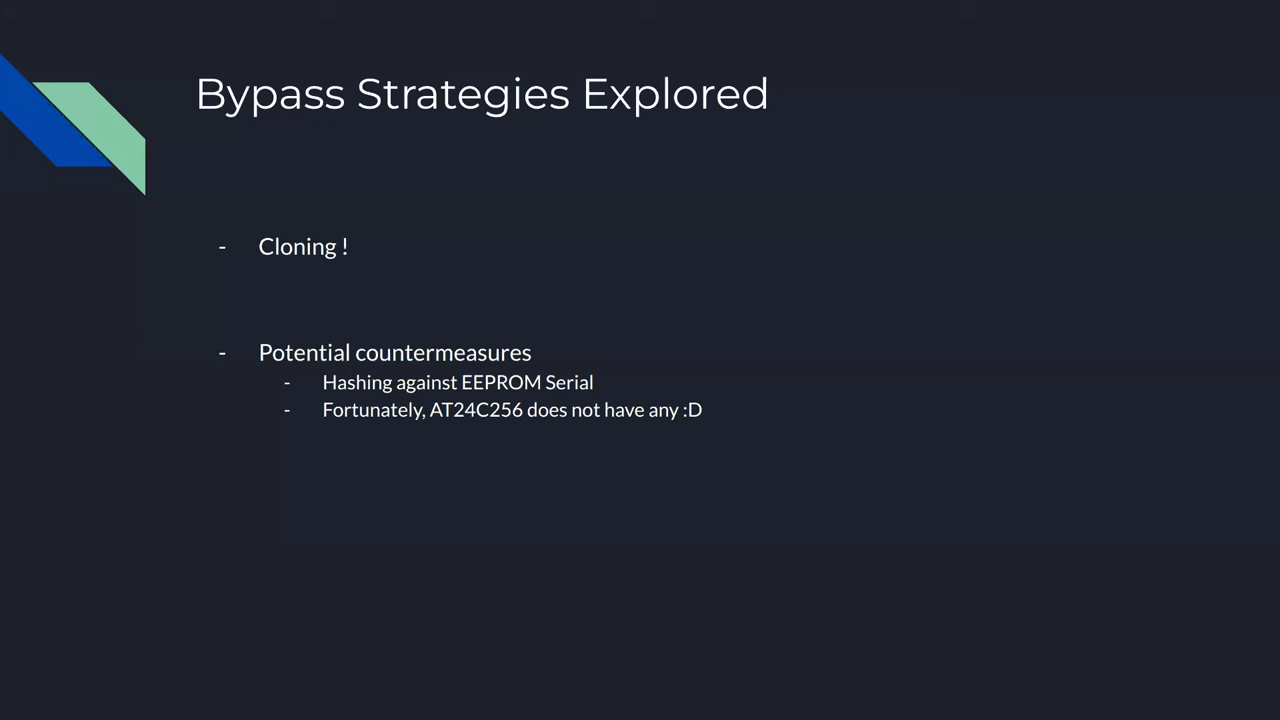 Bypass Strategies Explored
- Cloning !
- Potential countermeasures
- Hashing against EEPROM Serial
- Fortunately, AT24C256 does not have any :D